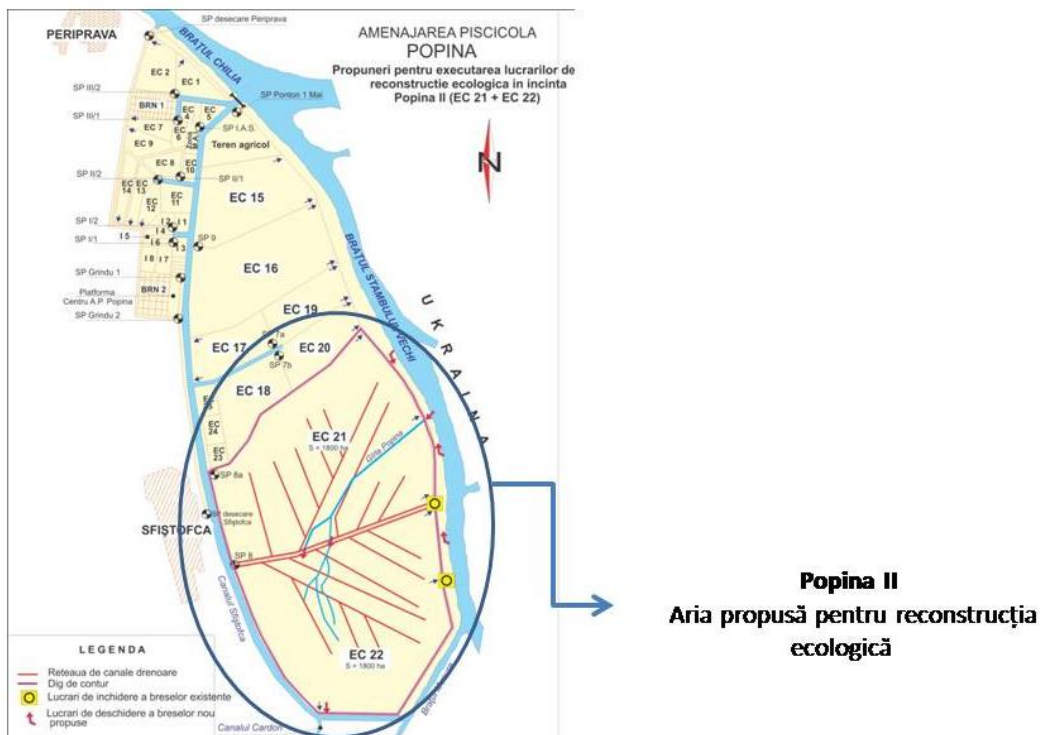 SP desecare Periprava
PERIPRAVA
BRAȚUL CHILIA
AMENAJAREA PISCICOLA
POPINA
Propuneri pentru executarea lucrarilor de
reconstructie ecologica in incinta
Popina II (EC 21 + EC 22)
N
EC 2
EC 1
SP III/2
SP Ponton 1 Mai
BRN 1
EC 4
EC 5
SP III/1
EC 7
EC 6
SP I.A.S.
EC 9
Teren agricol
EC 8
EC 10
SP II/2
SP II/1
EC 14
EC 13
EC 12
EC 11
EC 15
SP I/2
I 2
I 1
I 4
I 5
SP I/1
I 6
I 3
SP 9
I 8
I 7
BRAȚUL STAMBULUL VECHI
EC 16
SP Grindu 1
BRN 2
Platforma
Centru A.P. Popina
SP Grindu 2
UKRAINA
EC 19
EC 17
SP 7a
EC 20
SP 7b
EC 18
EC 24
EC 23
EC 21
S = 1800 ha
Gîrla Popina
SP 8a
SP desecare
Sfiștofca
SFIȘTOFCA
SP 8
Canalul Sfiștofca
EC 22
S = 1800 ha
Canalul Cardon
LEGENDA
Reteaua de canale drenoare
Dig de contur
Lucrari de inchidere a breselor existente
Lucrari de deschidere a breselor nou
propuse
Popina II
Aria propusă pentru reconstrucția
ecologică